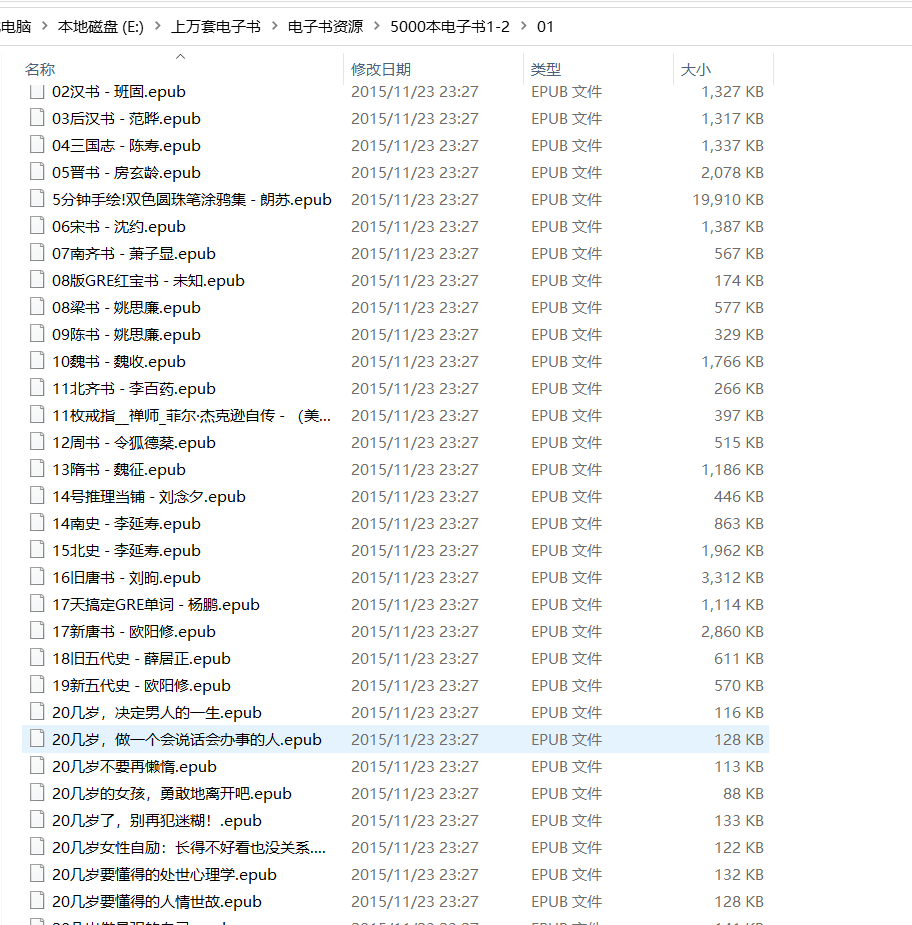 电脑 > 本地磁盘 (E:) > 上万套电子书 > 电子书资源 > 5000本电子书1-2 > 01
名称 修改日期 类型 大小
02汉书 - 班固.epub 2015/11/23 23:27 EPUB 文件 1,327 KB
03后汉书 - 范晔.epub 2015/11/23 23:27 EPUB 文件 1,317 KB
04三国志 - 陈寿.epub 2015/11/23 23:27 EPUB 文件 1,337 KB
05晋书 - 房玄龄.epub 2015/11/23 23:27 EPUB 文件 2,078 KB
5分钟手绘!双色圆珠笔涂鸦集 - 朗苏.epub 2015/11/23 23:27 EPUB 文件 19,910 KB
06宋书 - 沈约.epub 2015/11/23 23:27 EPUB 文件 1,387 KB
07南齐书 - 萧子显.epub 2015/11/23 23:27 EPUB 文件 567 KB
08版GRE红宝书 - 未知.epub 2015/11/23 23:27 EPUB 文件 174 KB
08梁书 - 姚思廉.epub 2015/11/23 23:27 EPUB 文件 577 KB
09陈书 - 姚思廉.epub 2015/11/23 23:27 EPUB 文件 329 KB
10魏书 - 魏收.epub 2015/11/23 23:27 EPUB 文件 1,766 KB
11北齐书 - 李百药.epub 2015/11/23 23:27 EPUB 文件 266 KB
11枚戒指__禅师_菲尔·杰克逊自传 - （美... 2015/11/23 23:27 EPUB 文件 397 KB
12周书 - 令狐德棻.epub 2015/11/23 23:27 EPUB 文件 515 KB
13隋书 - 魏征.epub 2015/11/23 23:27 EPUB 文件 1,186 KB
14号推理当铺 - 刘念夕.epub 2015/11/23 23:27 EPUB 文件 446 KB
14南史 - 李延寿.epub 2015/11/23 23:27 EPUB 文件 863 KB
15北史 - 李延寿.epub 2015/11/23 23:27 EPUB 文件 1,962 KB
16旧唐书 - 刘昫.epub 2015/11/23 23:27 EPUB 文件 3,312 KB
17天搞定GRE单词 - 杨鹏.epub 2015/11/23 23:27 EPUB 文件 1,114 KB
17新唐书 - 欧阳修.epub 2015/11/23 23:27 EPUB 文件 2,860 KB
18旧五代史 - 薛居正.epub 2015/11/23 23:27 EPUB 文件 611 KB
19新五代史 - 欧阳修.epub 2015/11/23 23:27 EPUB 文件 570 KB
20几岁，决定男人的一生.epub 2015/11/23 23:27 EPUB 文件 116 KB
20几岁，做一个会说话会办事的人.epub 2015/11/23 23:27 EPUB 文件 128 KB
20几岁不要再懒惰.epub 2015/11/23 23:27 EPUB 文件 113 KB
20几岁的女孩，勇敢地离开吧.epub 2015/11/23 23:27 EPUB 文件 88 KB
20几岁了，别再犯迷糊！.epub 2015/11/23 23:27 EPUB 文件 133 KB
20几岁女性自励：长得不好看也没关系.... 2015/11/23 23:27 EPUB 文件 122 KB
20几岁要懂得的处世心理学.epub 2015/11/23 23:27 EPUB 文件 132 KB
20几岁要懂得的人情世故.epub 2015/11/23 23:27 EPUB 文件 128 KB